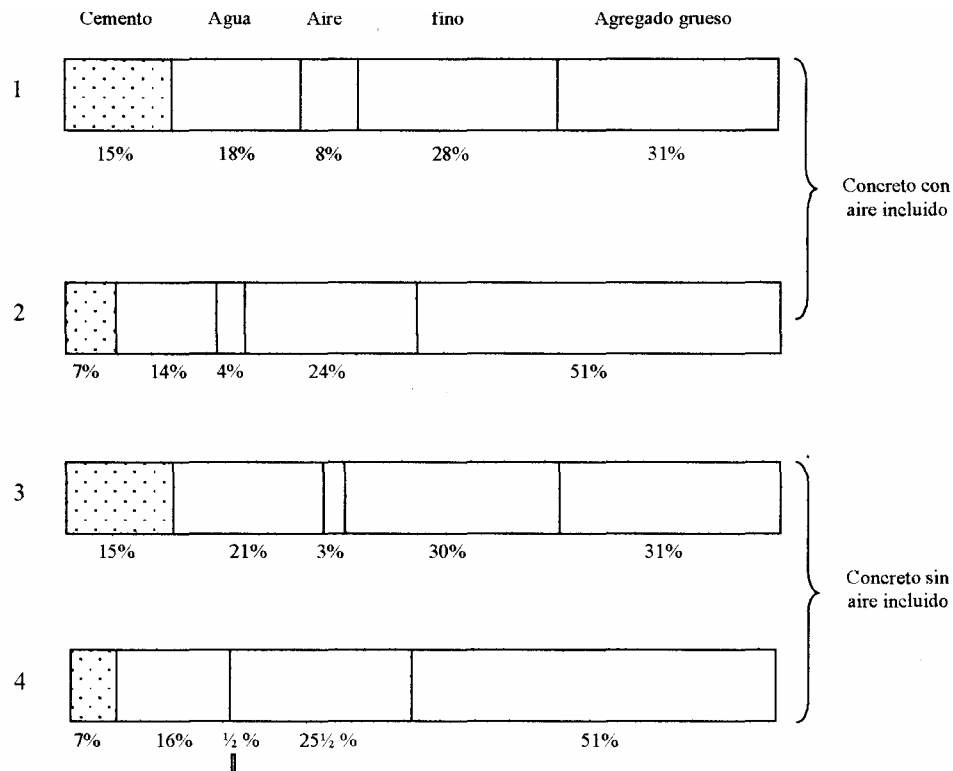 Cemento Agua Aire fino Agregado grueso
1
15% 18% 8% 28% 31%
Concreto con
aire incluido
2
7% 14% 4% 24% 51%
3
15% 21% 3% 30% 31%
Concreto sin
aire incluido
4
7% 16% ½ % 25½ % 51%